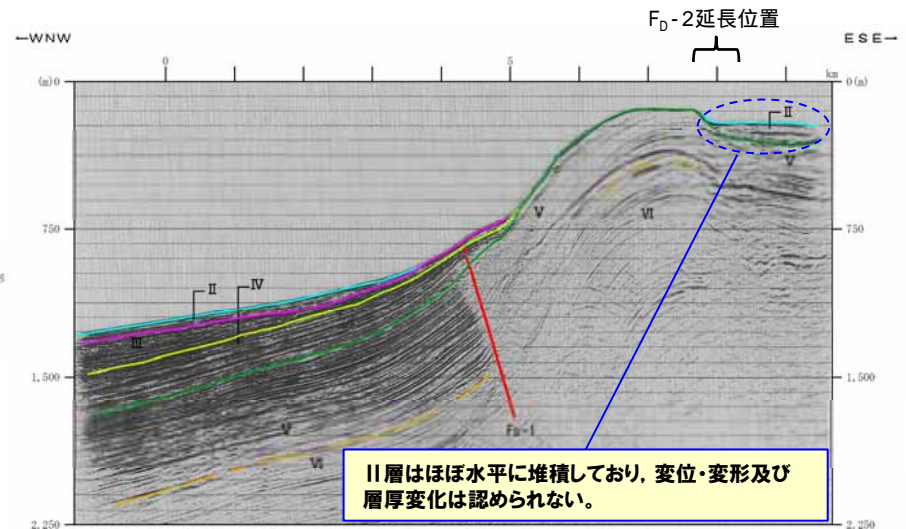 F_D-2延長位置
←WNW
ESE→
0
5
km
(m) 0
0 (m)
II
V
750
V
VI
750
II
IV
III
1,500
1,500
V
F_D-1
VI
II層はほぼ水平に堆積しており，変位・変形及び
層厚変化は認められない。
2,250
2,250